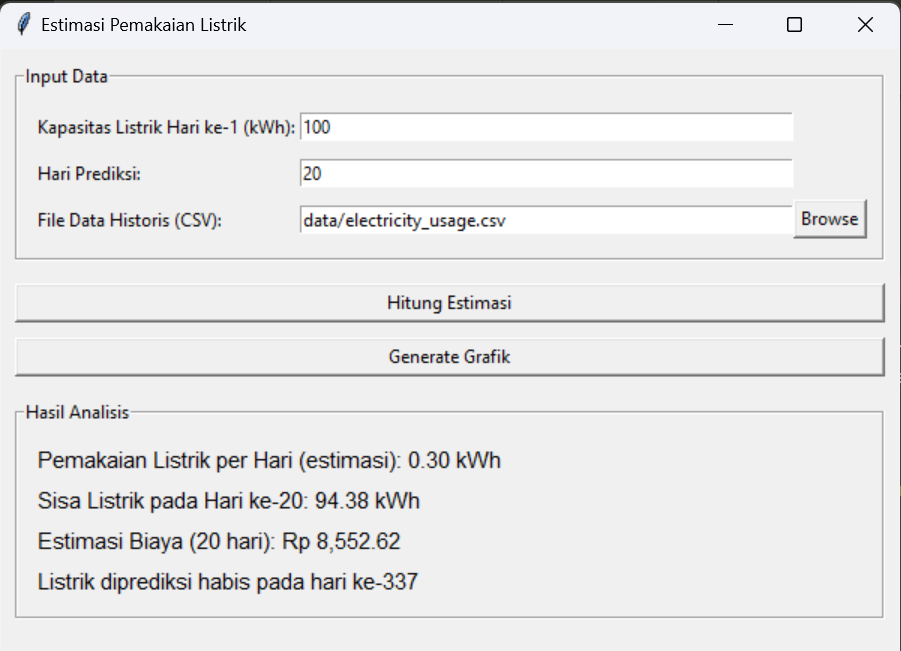 Estimasi Pemakaian Listrik
Input Data
Kapasitas Listrik Hari ke-1 (kWh): 100
Hari Prediksi: 20
File Data Historis (CSV): data/electricity_usage.csv Browse
Hitung Estimasi
Generate Grafik
Hasil Analisis
Pemakaian Listrik per Hari (estimasi): 0.30 kWh
Sisa Listrik pada Hari ke-20: 94.38 kWh
Estimasi Biaya (20 hari): Rp 8,552.62
Listrik diprediksi habis pada hari ke-337